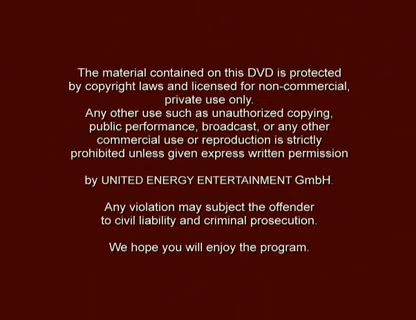 The material contained on this DVD is protected
by copyright laws and licensed for non-commercial,
private use only.
Any other use such as unauthorized copying,
public performance, broadcast, or any other
commercial use or reproduction is strictly
prohibited unless given express written permission
by UNITED ENERGY ENTERTAINMENT GmbH.
Any violation may subject the offender
to civil liability and criminal prosecution.
We hope you will enjoy the program.